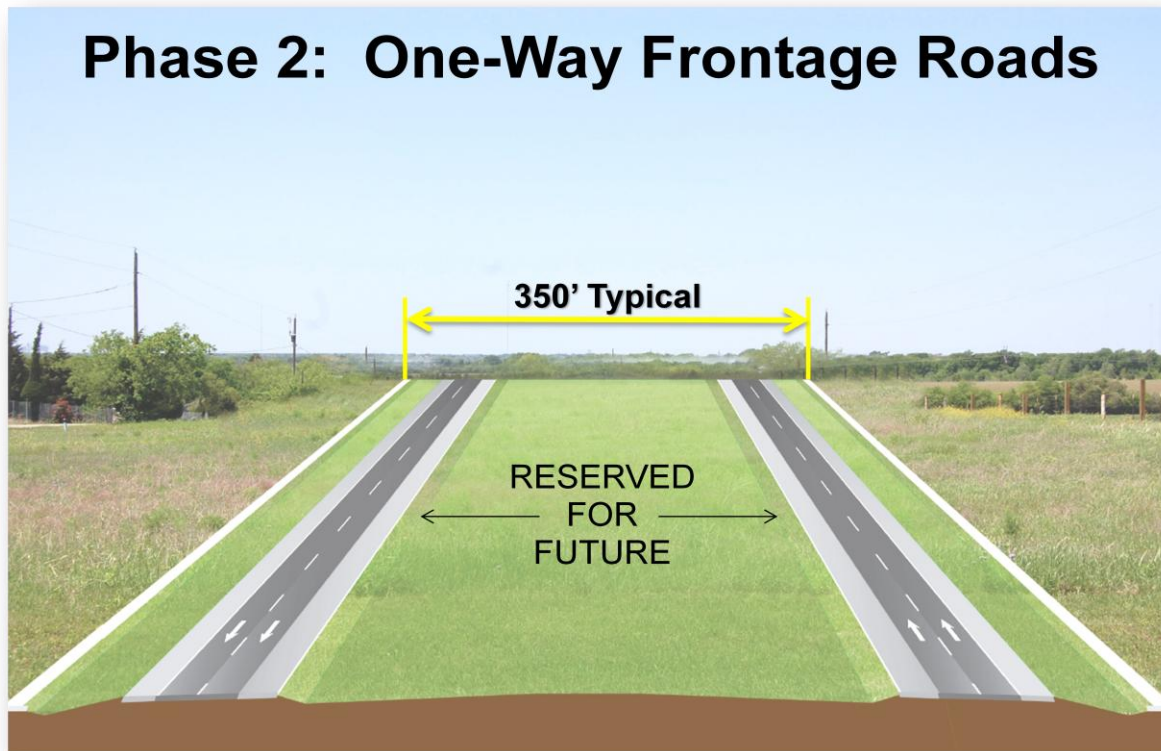 Phase 2:  One-Way Frontage Roads
350’ Typical
RESERVED
FOR
FUTURE